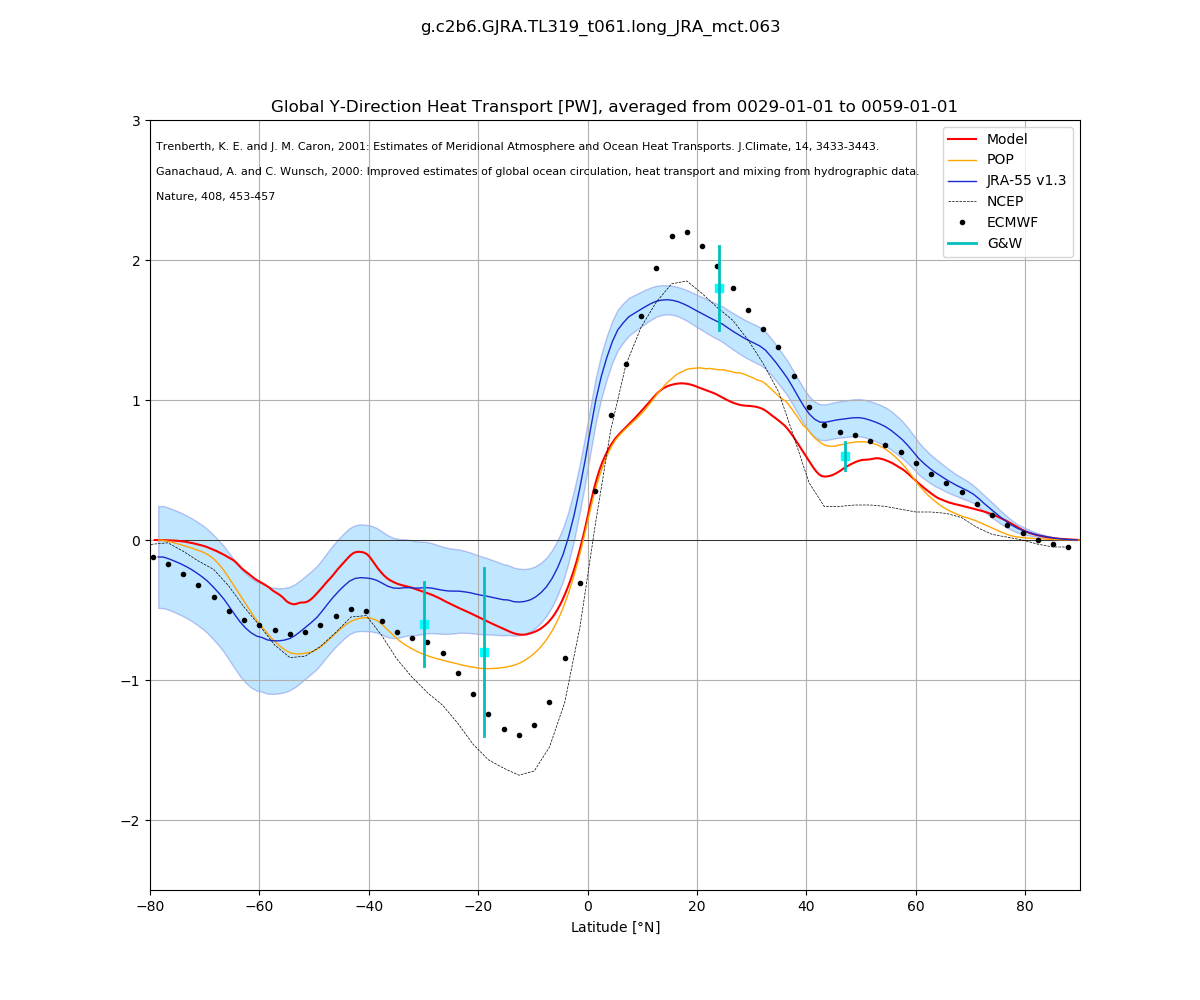 g.c2b6.GJRA.TL319_t061.long_JRA_mct.063
Global Y-Direction Heat Transport [PW], averaged from 0029-01-01 to 0059-01-01
Trenberth, K. E. and J. M. Caron, 2001: Estimates of Meridional Atmosphere and Ocean Heat Transports. J.Climate, 14, 3433-3443.
Ganachaud, A. and C. Wunsch, 2000: Improved estimates of global ocean circulation, heat transport and mixing from hydrographic data.
Nature, 408, 453-457
Model
POP
JRA-55 v1.3
NCEP
ECMWF
G&W
3
2
1
0
−1
−2
−80 −60 −40 −20 0 20 40 60 80
Latitude [°N]